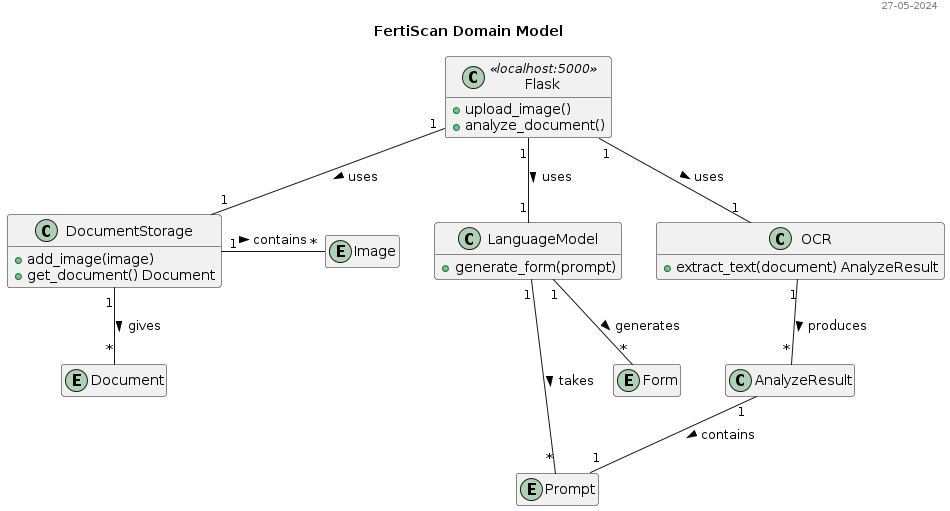 27-05-2024
FertiScan Domain Model
C
«localhost:5000»
Flask
upload_image()
analyze_document()
1
1
1
uses
uses
uses
1
1
1
C DocumentStorage
add_image(image)
get_document() Document
1 contains *
E Image
C LanguageModel
generate_form(prompt)
C OCR
extract_text(document) AnalyzeResult
1
1
1
1
gives
generates
produces
*
*
*
E Document
takes
E Form
C AnalyzeResult
1
contains
*
1
E Prompt